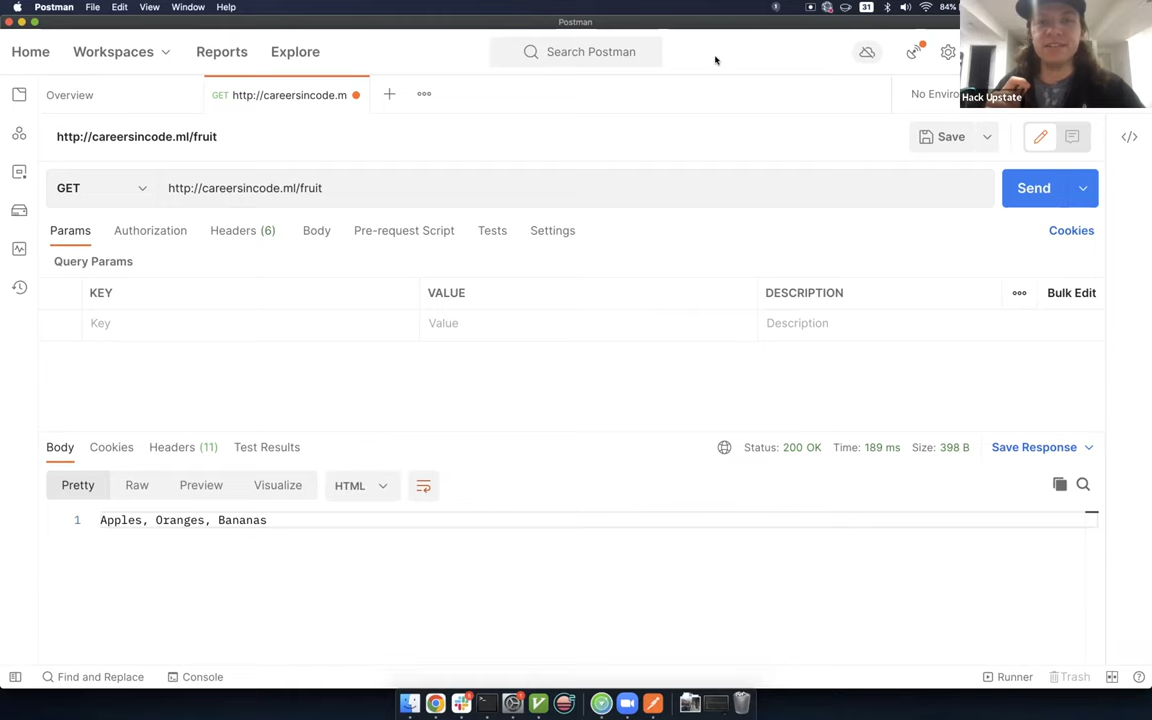 Postman File Edit View Window Help 31 84%
Postman
Home Workspaces Reports Explore Search Postman
Hack Upstate
Overview GET http://careersincode.m No Enviro
http://careersincode.ml/fruit Save
GET http://careersincode.ml/fruit Send
Params Authorization Headers (6) Body Pre-request Script Tests Settings Cookies
Query Params
KEY VALUE DESCRIPTION Bulk Edit
Key Value Description
Body Cookies Headers (11) Test Results Status: 200 OK Time: 189 ms Size: 398 B Save Response
Pretty Raw Preview Visualize HTML
1 Apples, Oranges, Bananas
Find and Replace Console Runner Trash